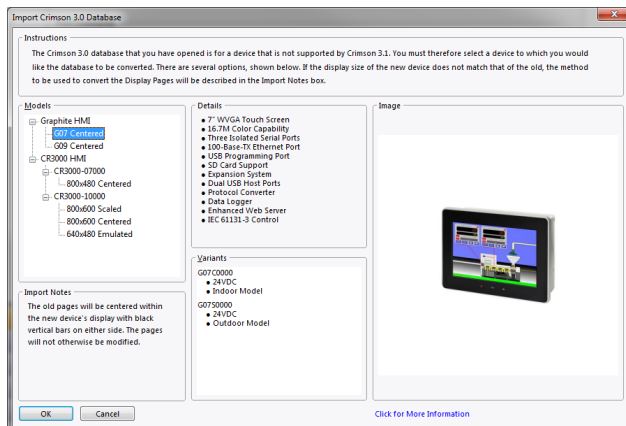 Import Crimson 3.0 Database
Instructions
The Crimson 3.0 database that you have opened is for a device that is not supported by Crimson 3.1. You must therefore select a device to which you would
like the database to be converted. There are several options, shown below. If the display size of the new device does not match that of the old, the method
to be used to convert the Display Pages will be described in the Import Notes box.
Models
Graphite HMI
G07 Centered
G09 Centered
CR3000 HMI
CR3000-07000
800x480 Centered
CR3000-10000
800x600 Scaled
800x600 Centered
640x480 Emulated
Import Notes
The old pages will be centered within
the new device's display with black
vertical bars on either side. The pages
will not otherwise be modified.
Details
• 7" WVGA Touch Screen
• 16.7M Color Capability
• Three Isolated Serial Ports
• 100-Base-TX Ethernet Port
• USB Programming Port
• SD Card Support
• Expansion System
• Dual USB Host Ports
• Protocol Converter
• Data Logger
• Enhanced Web Server
• IEC 61131-3 Control
Variants
G07C0000
• 24VDC
• Indoor Model
G07S0000
• 24VDC
• Outdoor Model
Image
OK
Cancel
Click for More Information